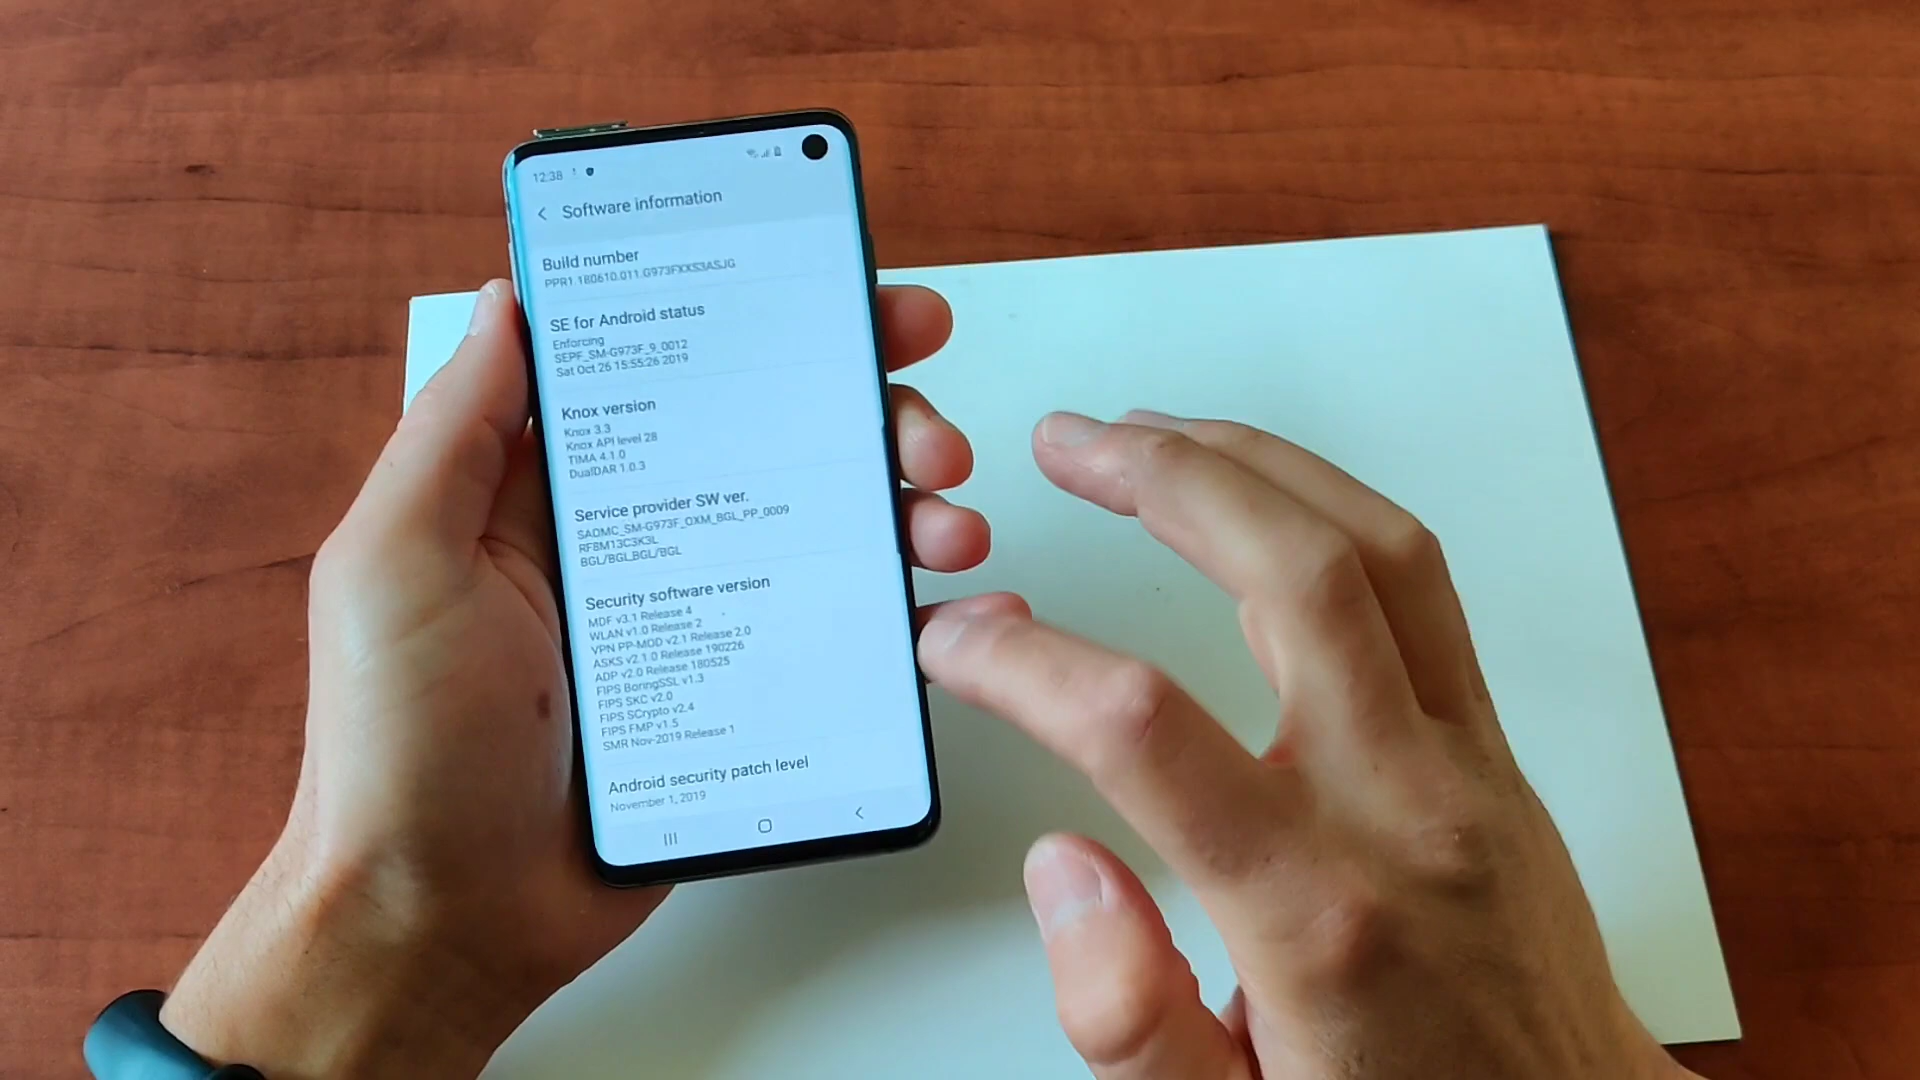 12:38
Software information
Build number
PPR1.180610.011.G973FXXS3ASJG
SE for Android status
Enforcing
SEPF_SM-G973F_9_0012
Sat Oct 26 15:55:26 2019
Knox version
Knox 3.3
Knox API level 28
TIMA 4.1.0
DualDAR 1.0.3
Service provider SW ver.
SAOMC_SM-G973F_OXM_BGL_PP_0009
RF8M13C3K3L
BGL/BGL,BGL/BGL
Security software version
MDF v3.1 Release 4
WLAN v1.0 Release 2
VPN PP-MOD v2.1 Release 2.0
ASKS v2.1.0 Release 190226
ADP v2.0 Release 180525
FIPS BoringSSL v1.3
FIPS SKC v2.0
FIPS SCrypto v2.4
FIPS FMP v1.5
SMR Nov-2019 Release 1
Android security patch level
November 1, 2019